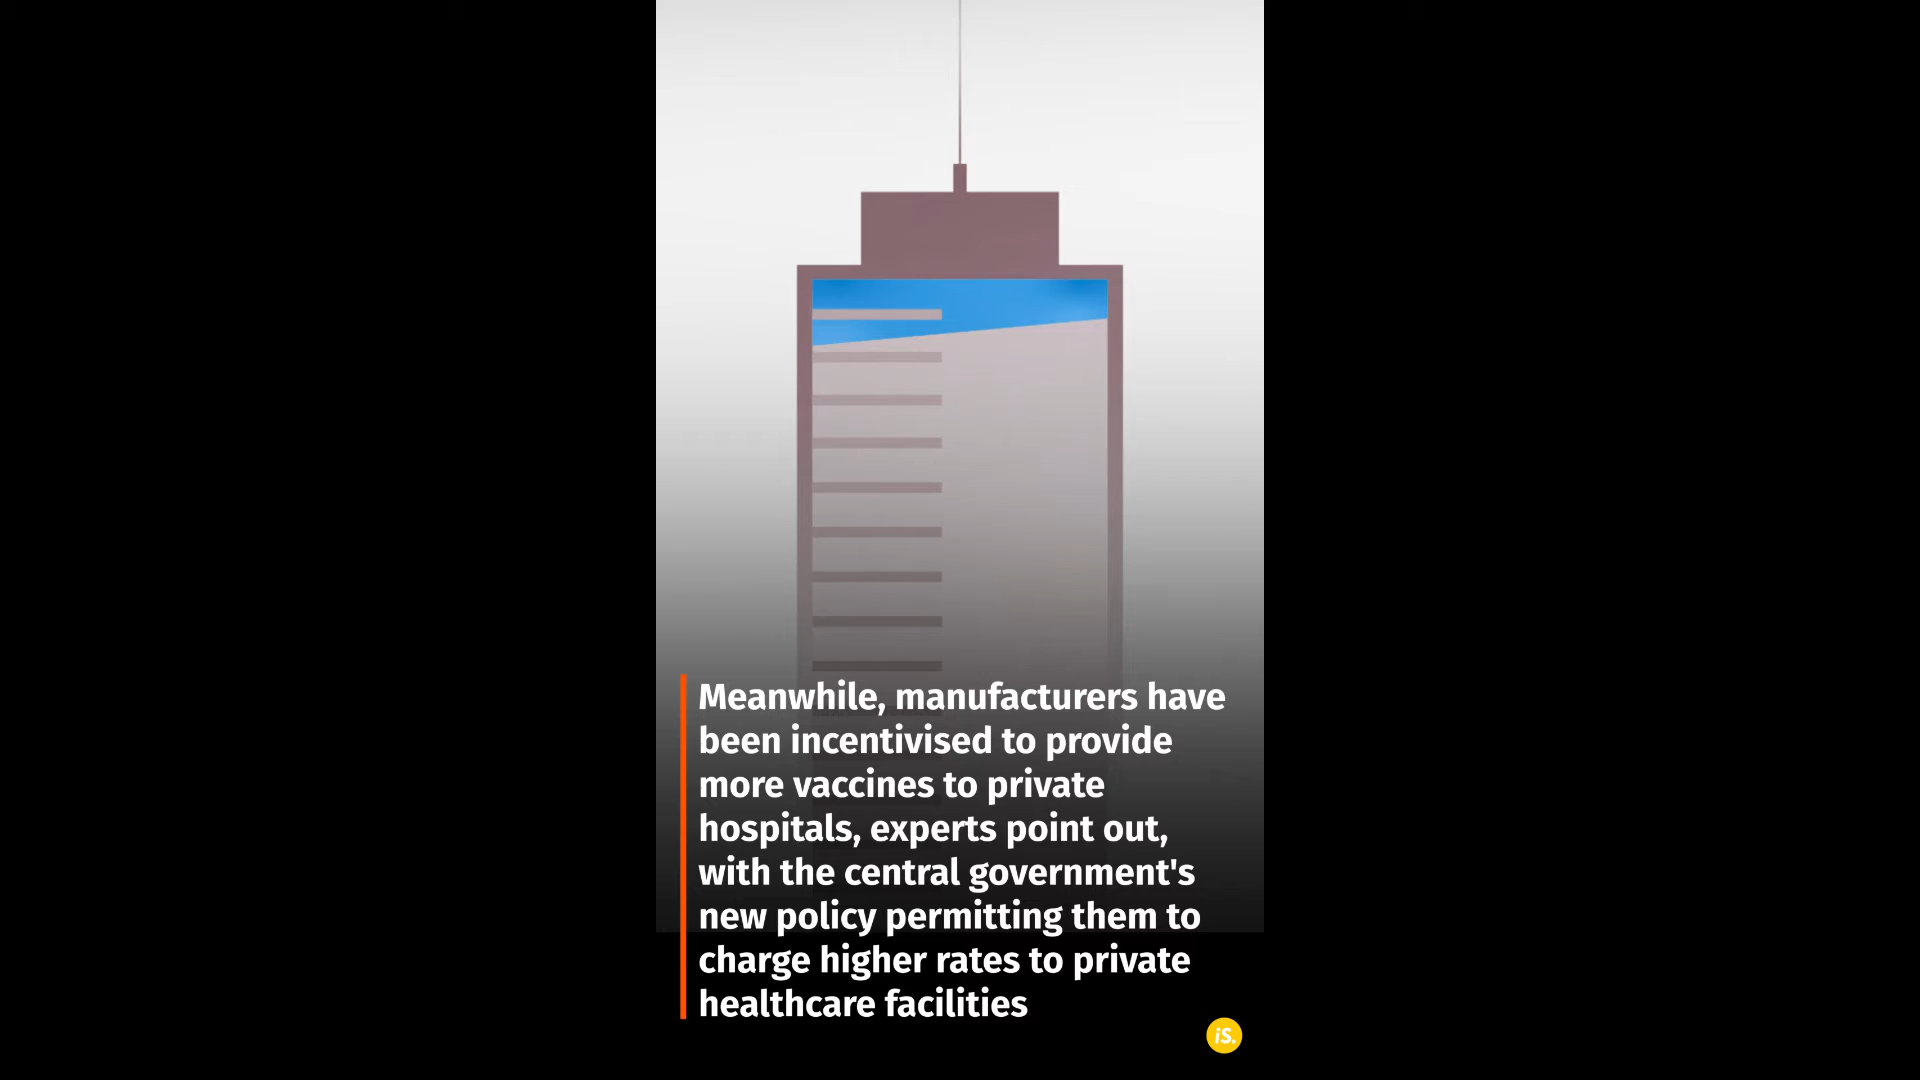 Meanwhile, manufacturers have
been incentivised to provide
more vaccines to private
hospitals, experts point out,
with the central government's
new policy permitting them to
charge higher rates to private
healthcare facilities
iS.